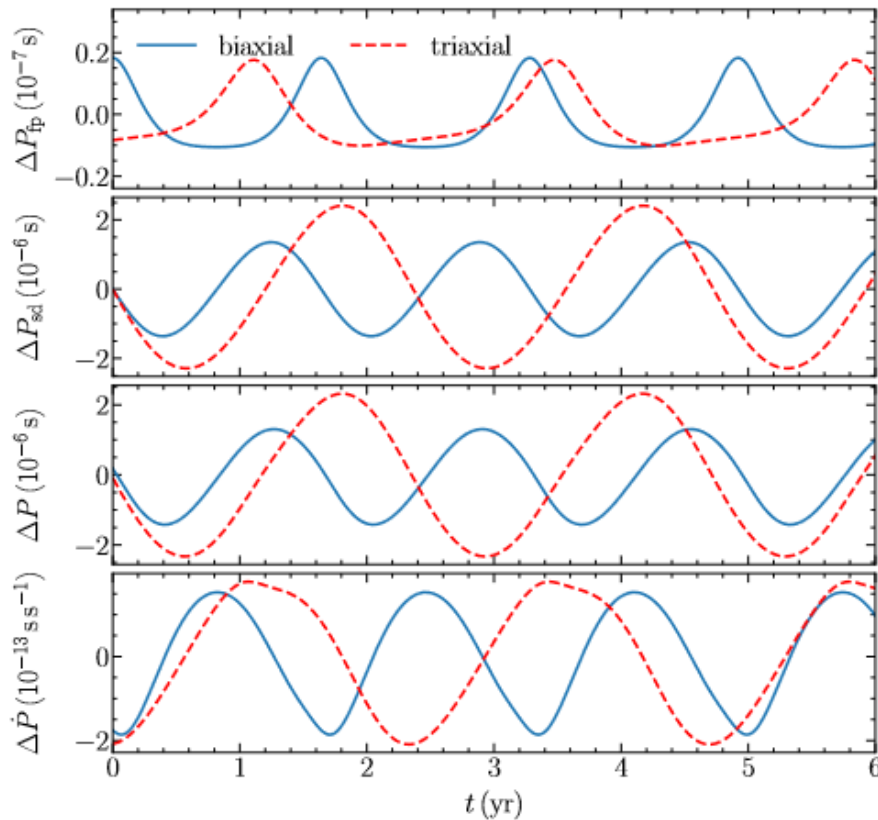 biaxial triaxial
ΔP_fp (10⁻⁷ s)
0.2
0.0
−0.2
ΔP_sd (10⁻⁶ s)
2
0
−2
ΔP (10⁻⁶ s)
2
0
−2
ΔṖ (10⁻¹³ s s⁻¹)
0
−2
0 1 2 3 4 5 6
t (yr)